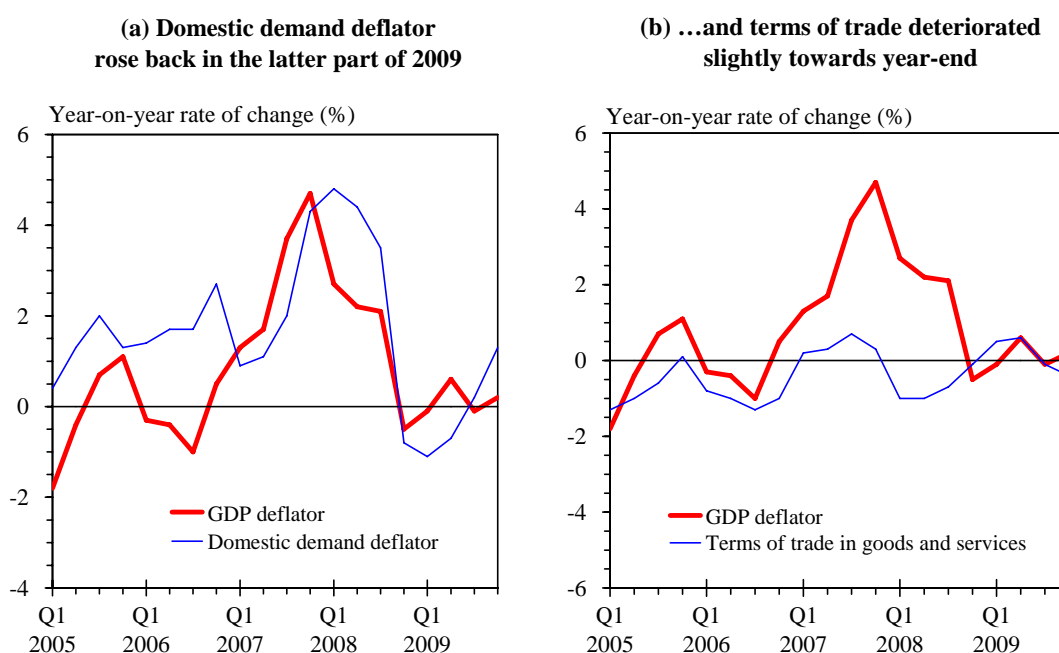 (a) Domestic demand deflator
rose back in the latter part of 2009
Year-on-year rate of change (%)
6
4
2
0
-2
-4
GDP deflator
Domestic demand deflator
Q1 Q1 Q1 Q1 Q1
2005 2006 2007 2008 2009
(b) …and terms of trade deteriorated
slightly towards year-end
Year-on-year rate of change (%)
6
4
2
0
-2
-4
-6
GDP deflator
Terms of trade in goods and services
Q1 Q1 Q1 Q1 Q1
2005 2006 2007 2008 2009